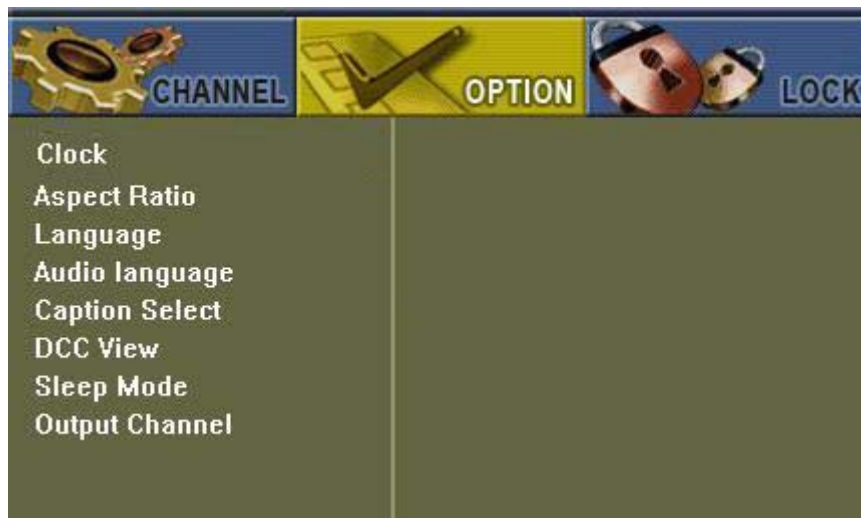 CHANNEL OPTION LOCK
Clock
Aspect Ratio
Language
Audio language
Caption Select
DCC View
Sleep Mode
Output Channel